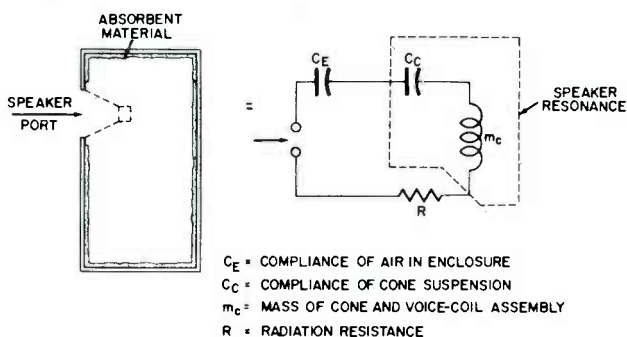 ABSORBENT
MATERIAL
SPEAKER
PORT
=
C_E
C_C
m_c
R
SPEAKER
RESONANCE
C_E = COMPLIANCE OF AIR IN ENCLOSURE
C_C = COMPLIANCE OF CONE SUSPENSION
m_c = MASS OF CONE AND VOICE-COIL ASSEMBLY
R = RADIATION RESISTANCE